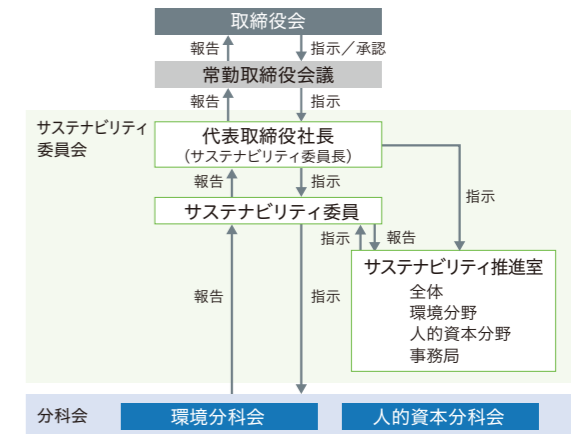 取締役会
報告
指示／承認
常勤取締役会議
報告
指示
サステナビリティ
委員会
代表取締役社長
（サステナビリティ委員長）
報告
指示
指示
サステナビリティ委員
指示
報告
サステナビリティ推進室
全体
環境分野
人的資本分野
事務局
報告
指示
分科会
環境分科会
人的資本分科会